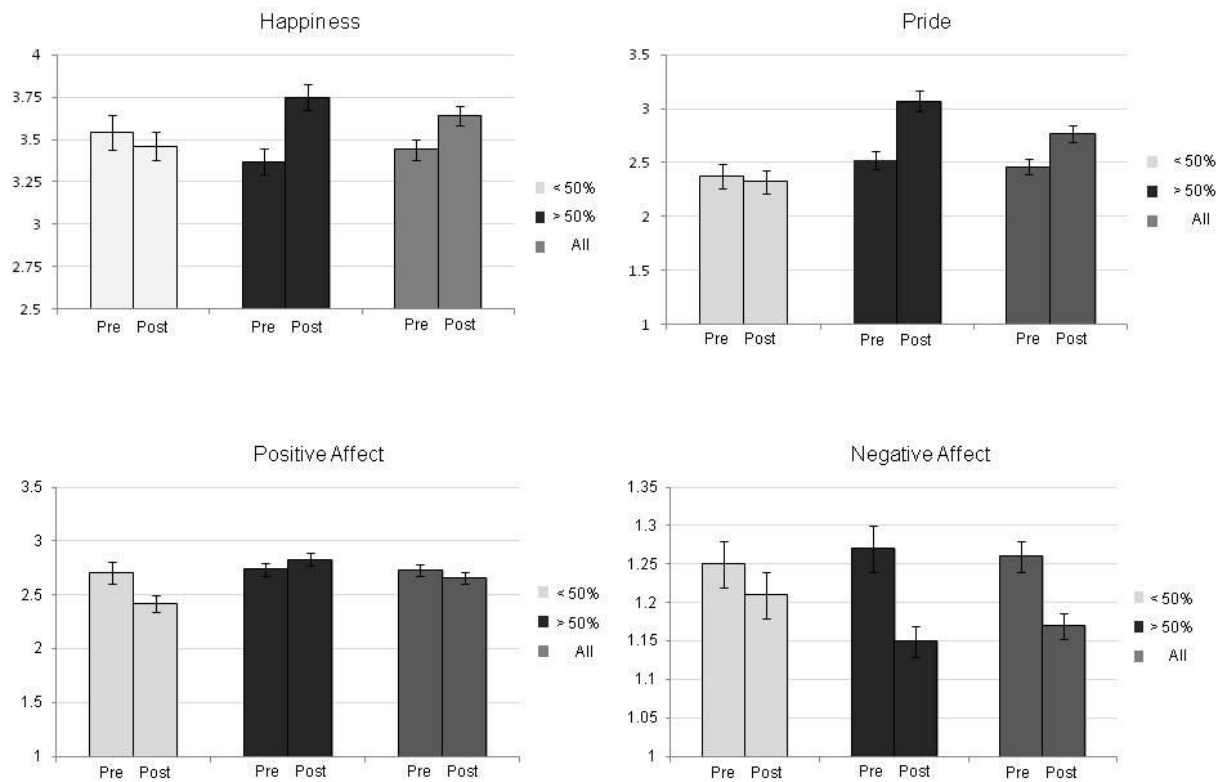 Happiness
4
3.75
3.5
3.25
3
2.75
2.5
Pre Post Pre Post Pre Post
< 50%
> 50%
All
Pride
3.5
3
2.5
2
1.5
1
Pre Post Pre Post Pre Post
< 50%
> 50%
All
Positive Affect
3.5
3
2.5
2
1.5
1
Pre Post Pre Post Pre Post
< 50%
> 50%
All
Negative Affect
1.35
1.3
1.25
1.2
1.15
1.1
1.05
1
Pre Post Pre Post Pre Post
< 50%
> 50%
All